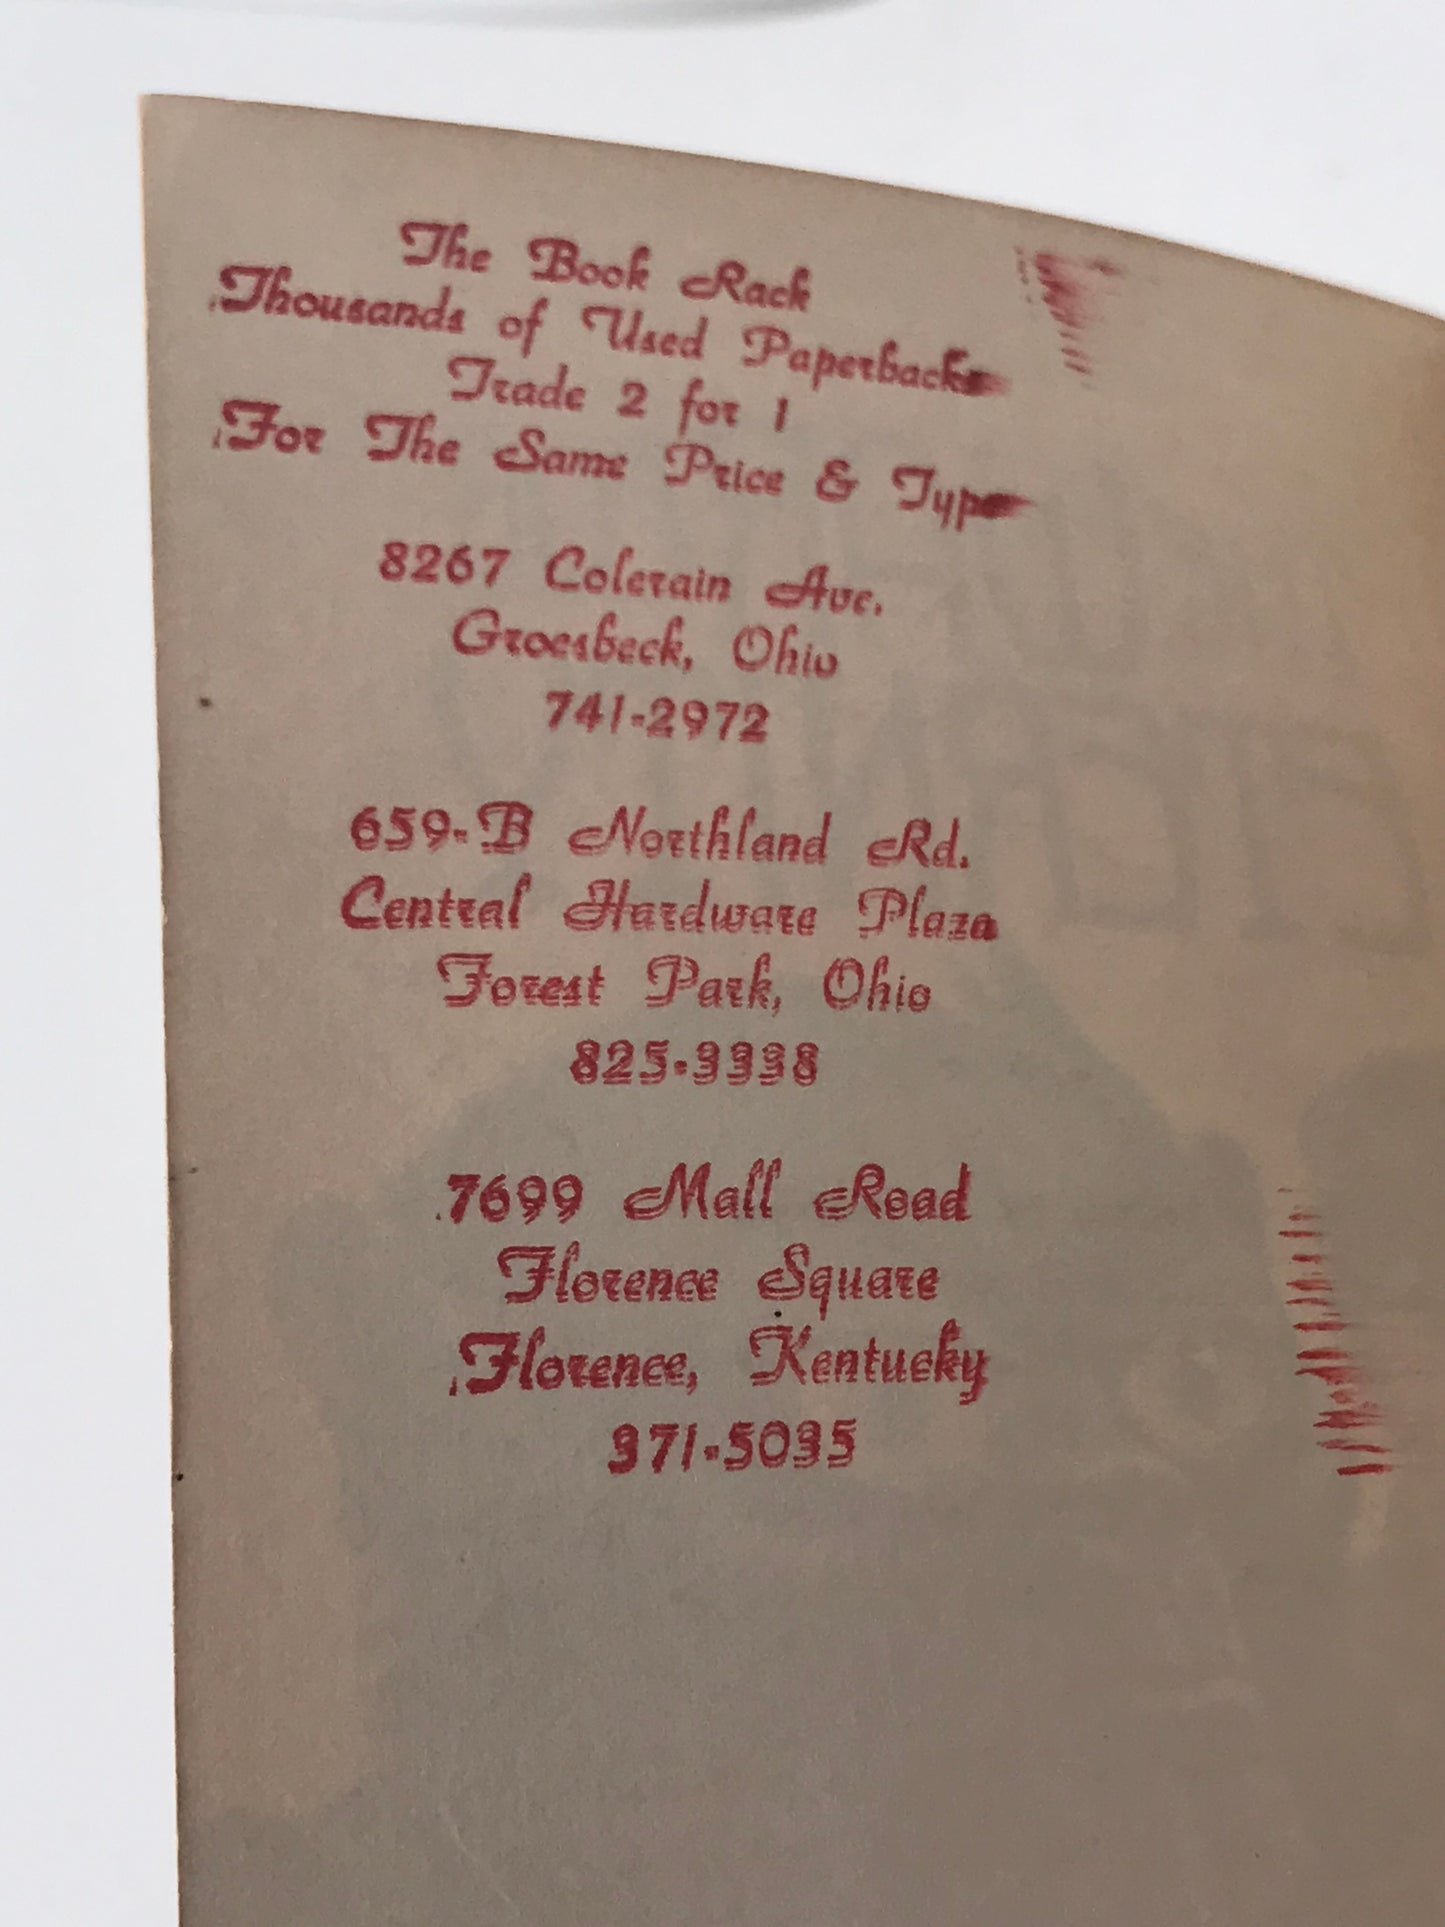 The Book Rack
Thousands of Used Paperbacks
Trade 2 for 1
For The Same Price & Type
8267 Colerain Ave.
Groesbeck, Ohio
741-2972
659-B Northland Rd.
Central Hardware Plaza
Forest Park, Ohio
825-3338
7699 Mall Road
Florence Square
Florence, Kentucky
371-5035